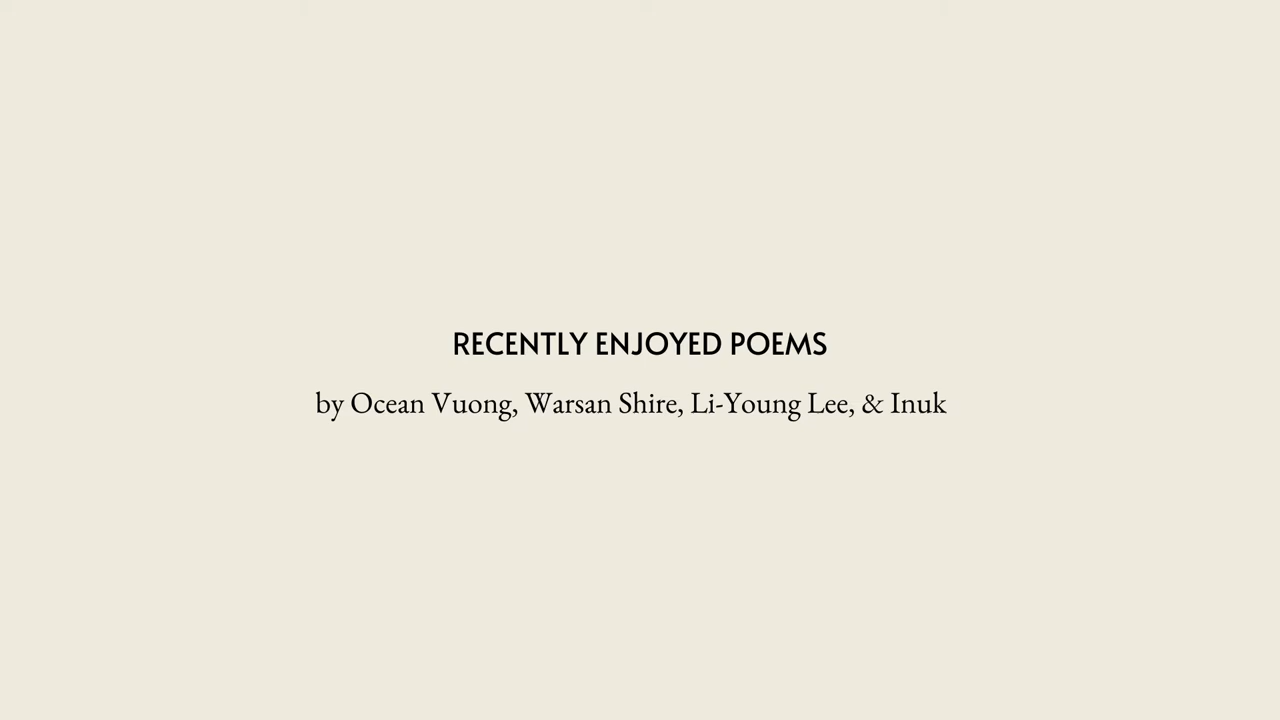 RECENTLY ENJOYED POEMS
by Ocean Vuong, Warsan Shire, Li-Young Lee, & Inuk